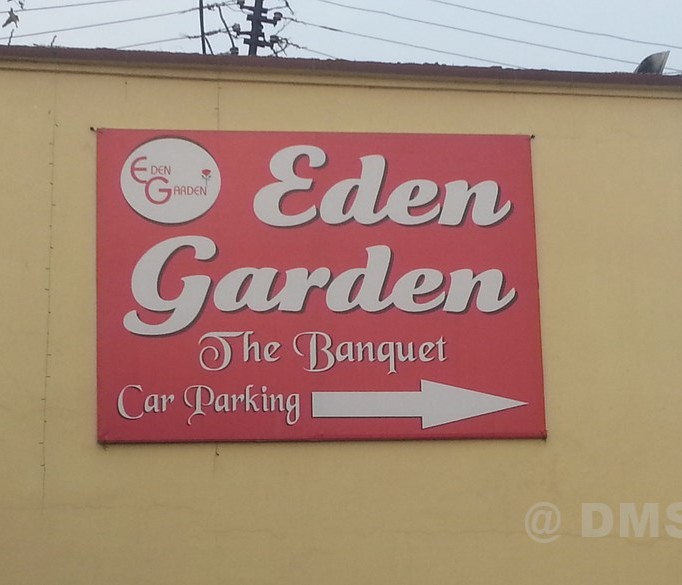 EDEN
GARDEN
Eden
Garden
The Banquet
Car Parking
@ DMS